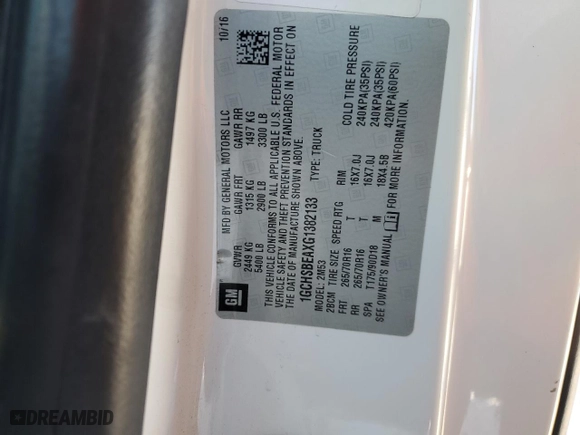 MFD BY GENERAL MOTORS LLC 10/16
GVWR GAWR FRT GAWR RR
2449 KG 1315 KG 1497 KG
5400 LB 2900 LB 3300 LB
THIS VEHICLE CONFORMS TO ALL APPLICABLE U.S. FEDERAL MOTOR
VEHICLE SAFETY AND THEFT PREVENTION STANDARDS IN EFFECT ON
THE DATE OF MANUFACTURE SHOWN ABOVE.
GM
1GCHSBEAXG1382133 TYPE: TRUCK
MODEL: 2M53
2BCM TIRE SIZE SPEED RTG RIM COLD TIRE PRESSURE
FRT 265/70R16 T 16X7.0J 240KPA(35PSI)
RR 265/70R16 T 16X7.0J 240KPA(35PSI)
SPA T175/90D18 M 18X4.5B 420KPA(60PSI)
SEE OWNER'S MANUAL FOR MORE INFORMATION.
DREAMBID